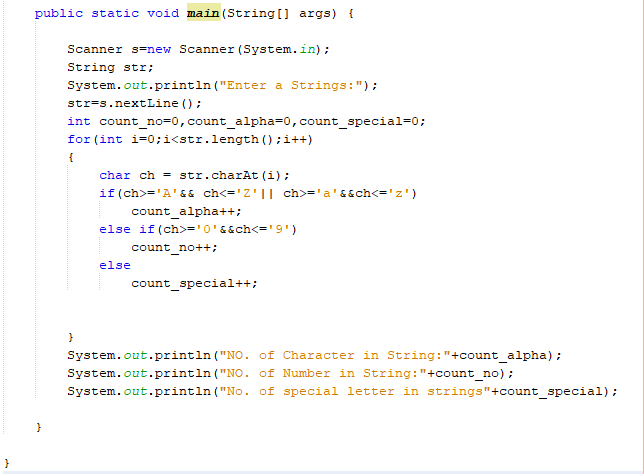 public static void main(String[] args) {
Scanner s=new Scanner(System.in);
String str;
System.out.println("Enter a Strings:");
str=s.nextLine();
int count_no=0,count_alpha=0,count_special=0;
for(int i=0;i<str.length();i++)
{
char ch = str.charAt(i);
if(ch>='A'&& ch<='Z'|| ch>='a'&&ch<='z')
count_alpha++;
else if(ch>='0'&&ch<='9')
count_no++;
else
count_special++;
}
System.out.println("NO. of Character in String:"+count_alpha);
System.out.println("NO. of Number in String:"+count_no);
System.out.println("No. of special letter in strings"+count_special);
}
}